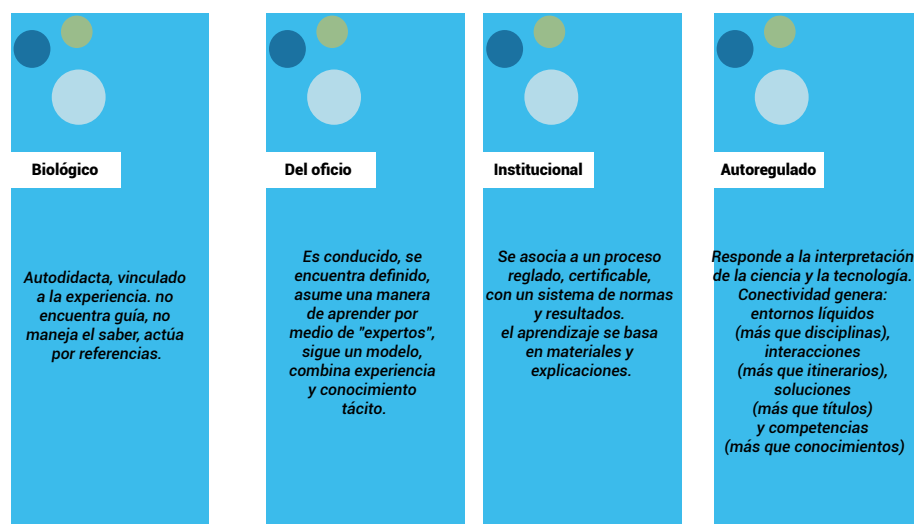 Biológico
Autodidacta, vinculado
a la experiencia. no
encuentra guía, no
maneja el saber, actúa
por referencias.
Del oficio
Es conducido, se
encuentra definido,
asume una manera
de aprender por
medio de "expertos",
sigue un modelo,
combina experiencia
y conocimiento
tácito.
Institucional
Se asocia a un proceso
reglado, certificable,
con un sistema de normas
y resultados.
el aprendizaje se basa
en materiales y
explicaciones.
Autoregulado
Responde a la interpretación
de la ciencia y la tecnología.
Conectividad genera:
entornos líquidos
(más que disciplinas),
interacciones
(más que itinerarios),
soluciones
(más que títulos)
y competencias
(más que conocimientos)